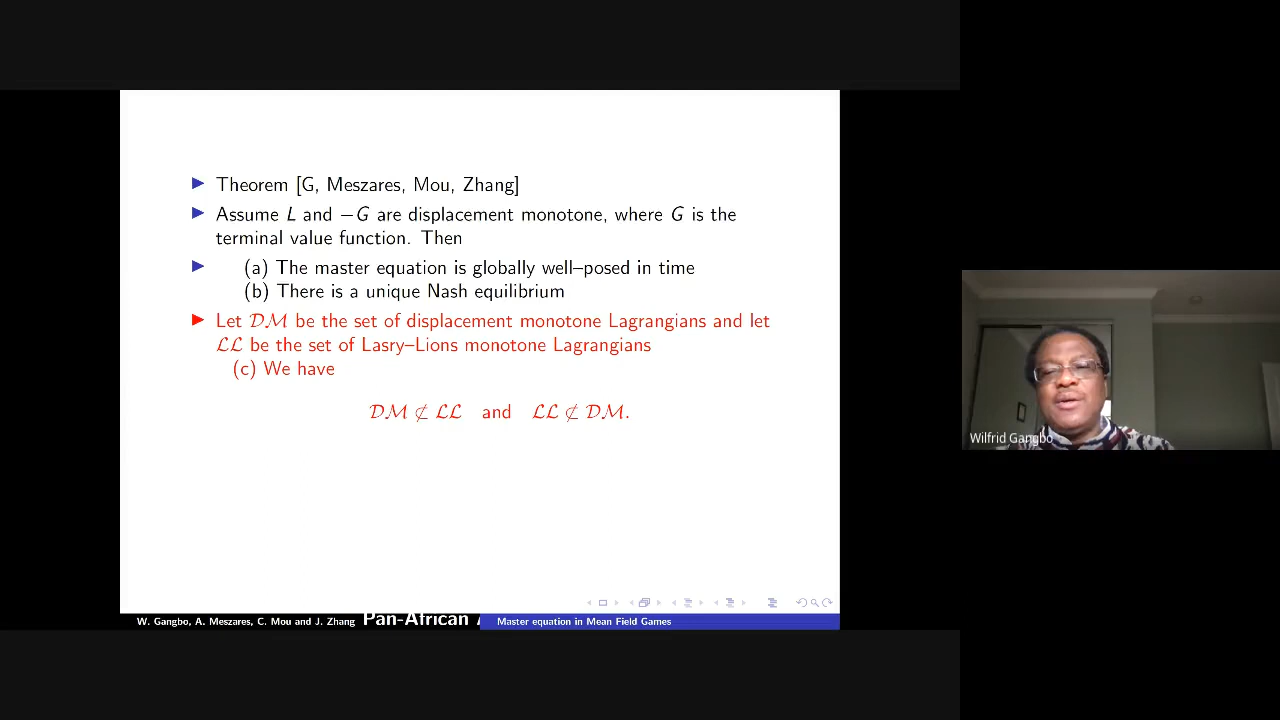 ▶ Theorem [G, Meszares, Mou, Zhang]
▶ Assume L and −G are displacement monotone, where G is the
terminal value function. Then
▶ (a) The master equation is globally well–posed in time
(b) There is a unique Nash equilibrium
▶ Let 𝒟ℳ be the set of displacement monotone Lagrangians and let
ℒℒ be the set of Lasry–Lions monotone Lagrangians
(c) We have
𝒟ℳ ⊄ ℒℒ and ℒℒ ⊄ 𝒟ℳ.
Wilfrid Gangbo
W. Gangbo, A. Meszares, C. Mou and J. Zhang Pan-African Master equation in Mean Field Games